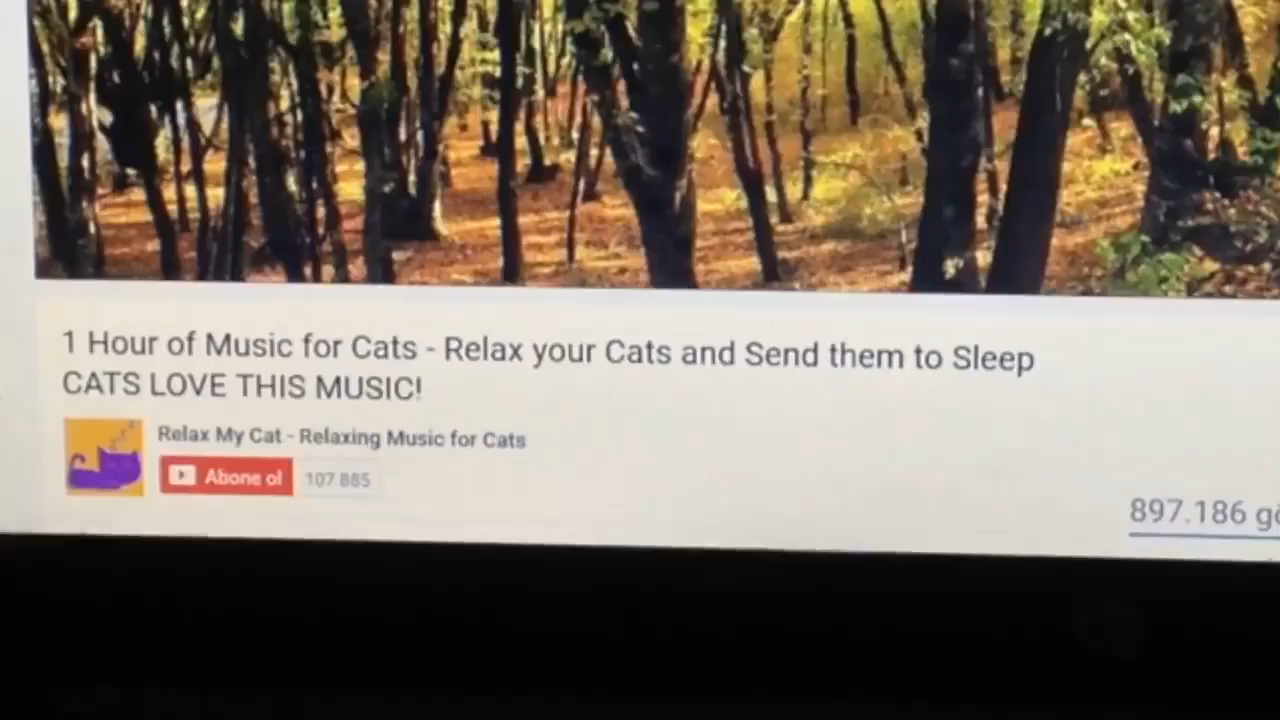 1 Hour of Music for Cats - Relax your Cats and Send them to Sleep
CATS LOVE THIS MUSIC!
Relax My Cat - Relaxing Music for Cats
Abone ol 107 885
897.186